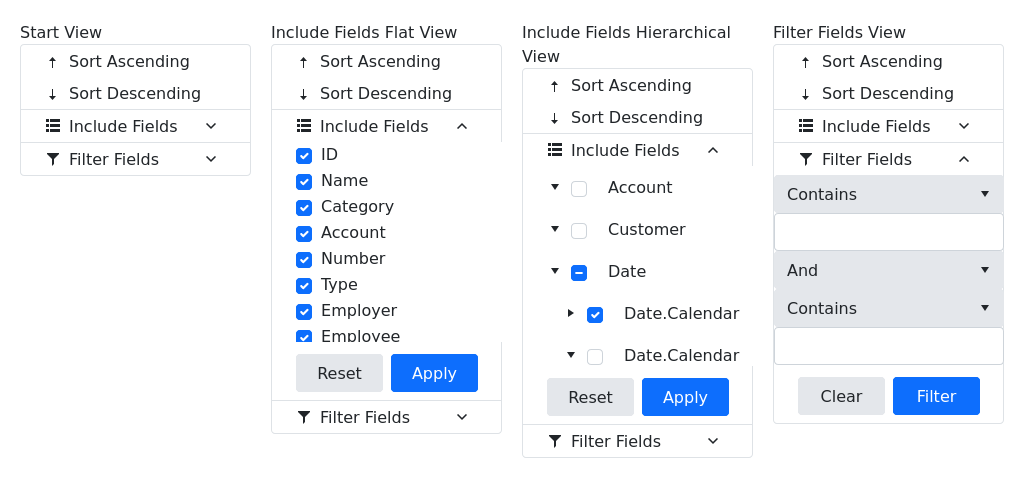 Start View
Sort Ascending
Sort Descending
Include Fields
Filter Fields
Include Fields Flat View
Sort Ascending
Sort Descending
Include Fields
ID
Name
Category
Account
Number
Type
Employer
Employee
Reset
Apply
Filter Fields
Include Fields Hierarchical
View
Sort Ascending
Sort Descending
Include Fields
Account
Customer
Date
Date.Calendar
Date.Calendar
Reset
Apply
Filter Fields
Filter Fields View
Sort Ascending
Sort Descending
Include Fields
Filter Fields
Contains
And
Contains
Clear
Filter